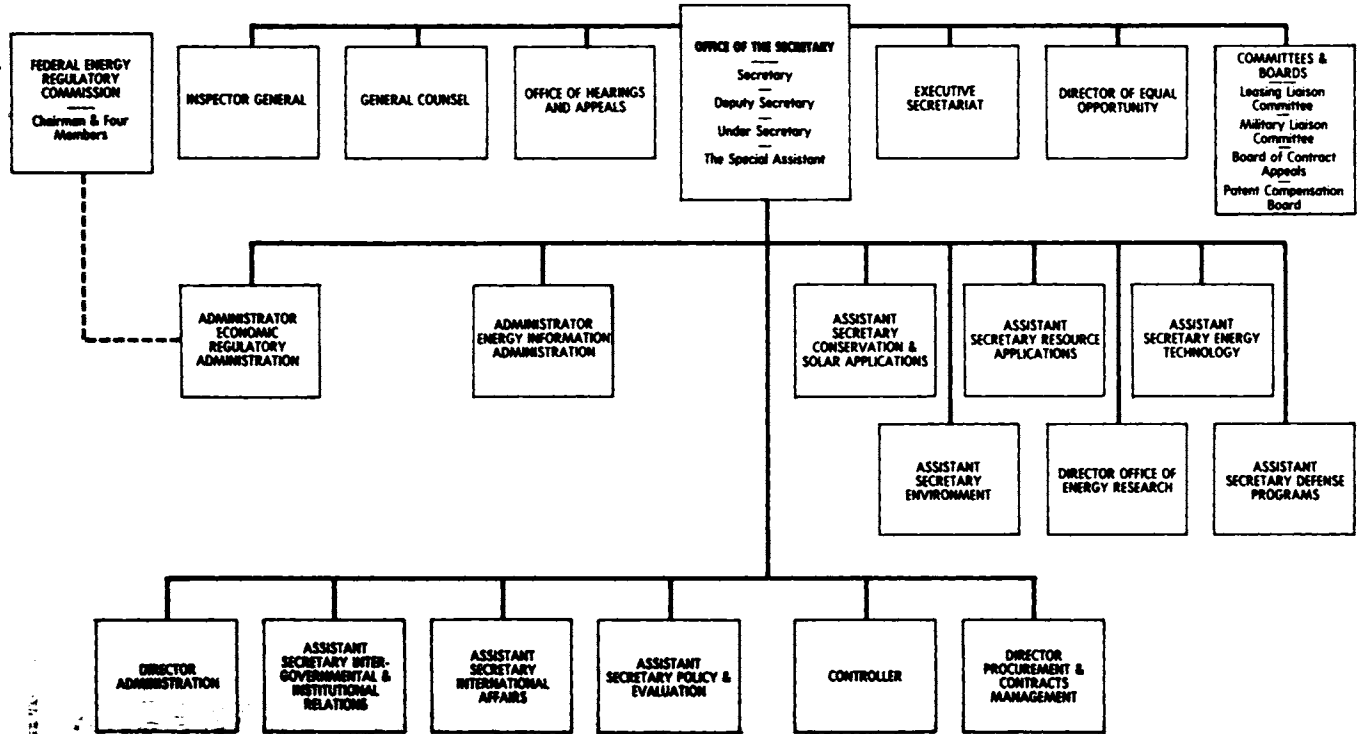 FEDERAL ENERGY
REGULATORY
COMMISSION
Chairman & Four
Members
INSPECTOR GENERAL
GENERAL COUNSEL
OFFICE OF HEARINGS
AND APPEALS
OFFICE OF THE SECRETARY
Secretary
Deputy Secretary
Under Secretary
The Special Assistant
EXECUTIVE
SECRETARIAT
DIRECTOR OF EQUAL
OPPORTUNITY
COMMITTEES &
BOARDS
Leasing Liaison
Committee
Military Liaison
Committee
Board of Contract
Appeals
Patent Compensation
Board
ADMINISTRATOR
ECONOMIC
REGULATORY
ADMINISTRATION
ADMINISTRATOR
ENERGY INFORMATION
ADMINISTRATION
ASSISTANT
SECRETARY
CONSERVATION &
SOLAR APPLICATIONS
ASSISTANT
SECRETARY RESOURCE
APPLICATIONS
ASSISTANT
SECRETARY ENERGY
TECHNOLOGY
ASSISTANT
SECRETARY
ENVIRONMENT
DIRECTOR OFFICE OF
ENERGY RESEARCH
ASSISTANT
SECRETARY DEFENSE
PROGRAMS
DIRECTOR
ADMINISTRATION
ASSISTANT
SECRETARY INTER-
GOVERNMENTAL &
INSTITUTIONAL
RELATIONS
ASSISTANT
SECRETARY
INTERNATIONAL
AFFAIRS
ASSISTANT
SECRETARY POLICY &
EVALUATION
CONTROLLER
DIRECTOR
PROCUREMENT &
CONTRACTS
MANAGEMENT